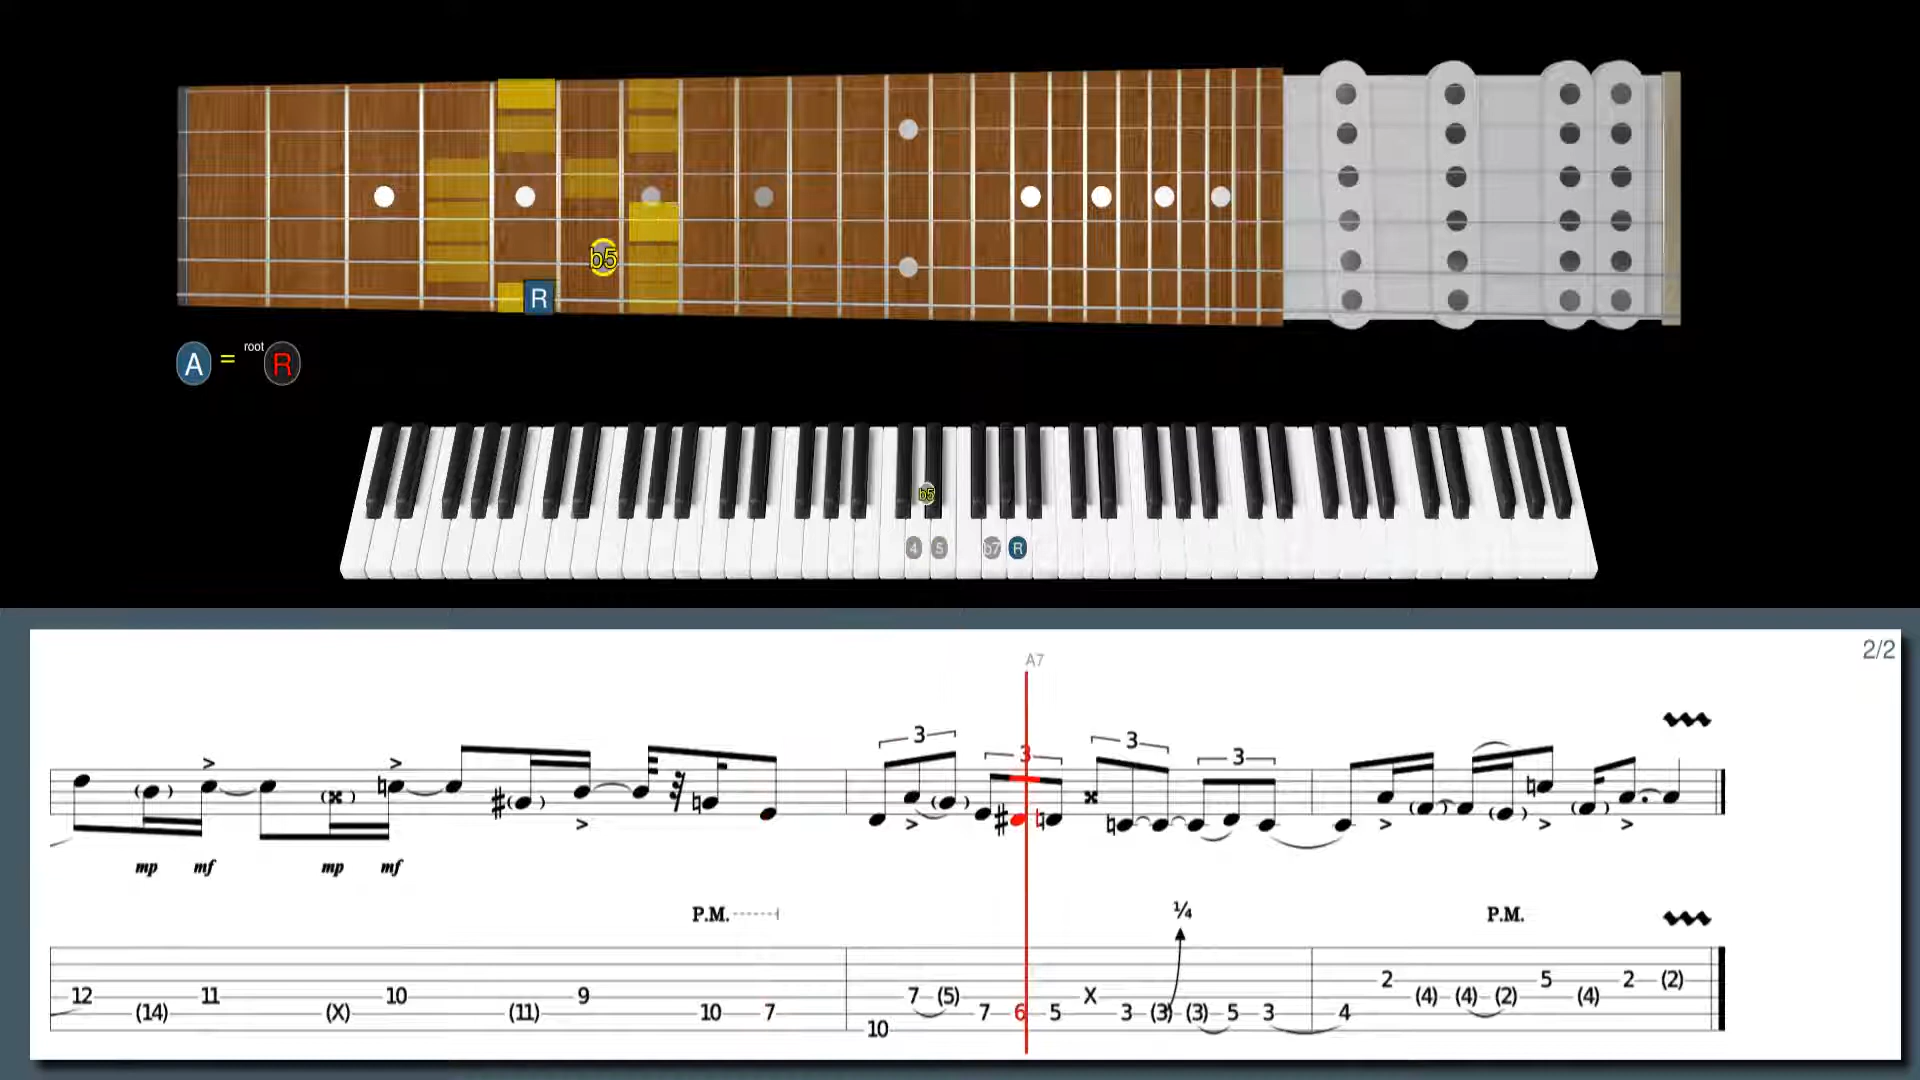 b5
R
A = root R
b5
4 5 b7 R
2/2
A7
3 3 3 3
> > > > > > >
mp mf mp mf
P.M. ¼ P.M.
2 5 2 (2)
12 11 10 9 7 (5) X (4) (4) (2) (4)
(14) (X) (11) 10 7 7 6 5 3 (3) (3) 5 3 4
10